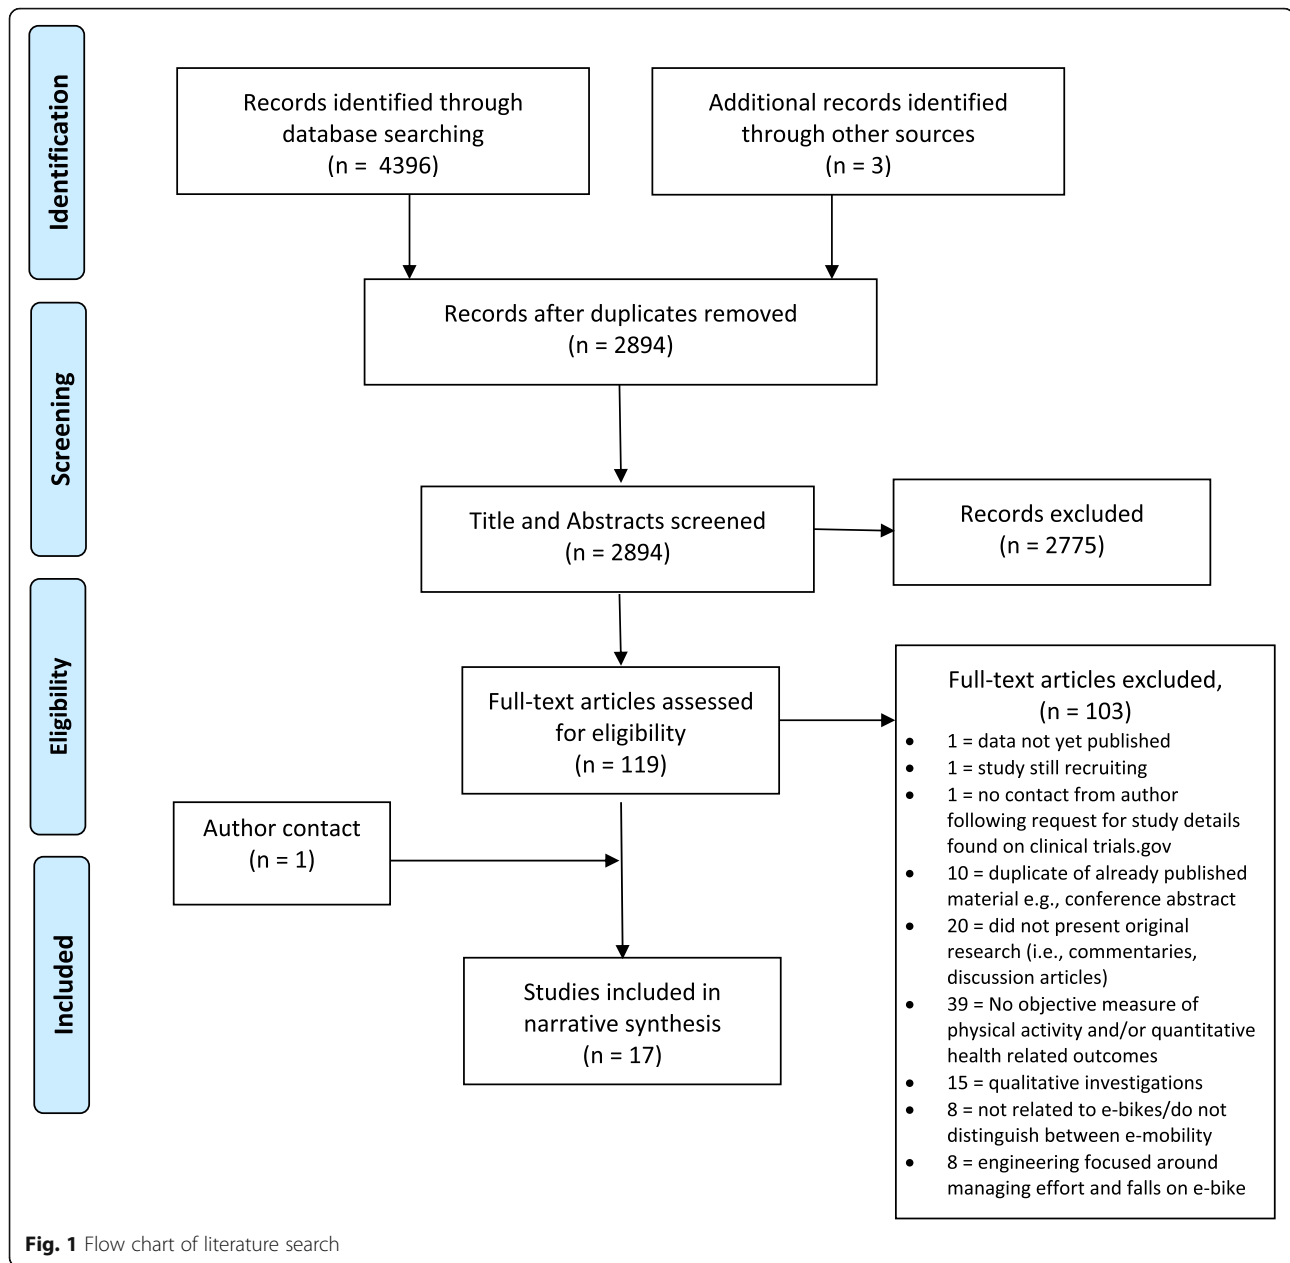 Identification
Records identified through
database searching
(n = 4396)
Additional records identified
through other sources
(n = 3)
Records after duplicates removed
(n = 2894)
Screening
Title and Abstracts screened
(n = 2894)
Records excluded
(n = 2775)
Eligibility
Full-text articles assessed
for eligibility
(n = 119)
Full-text articles excluded,
(n = 103)
• 1 = data not yet published
• 1 = study still recruiting
• 1 = no contact from author
following request for study details
found on clinical trials.gov
• 10 = duplicate of already published
material e.g., conference abstract
• 20 = did not present original
research (i.e., commentaries,
discussion articles)
• 39 = No objective measure of
physical activity and/or quantitative
health related outcomes
• 15 = qualitative investigations
• 8 = not related to e-bikes/do not
distinguish between e-mobility
• 8 = engineering focused around
managing effort and falls on e-bike
Author contact
(n = 1)
Included
Studies included in
narrative synthesis
(n = 17)
Fig. 1 Flow chart of literature search